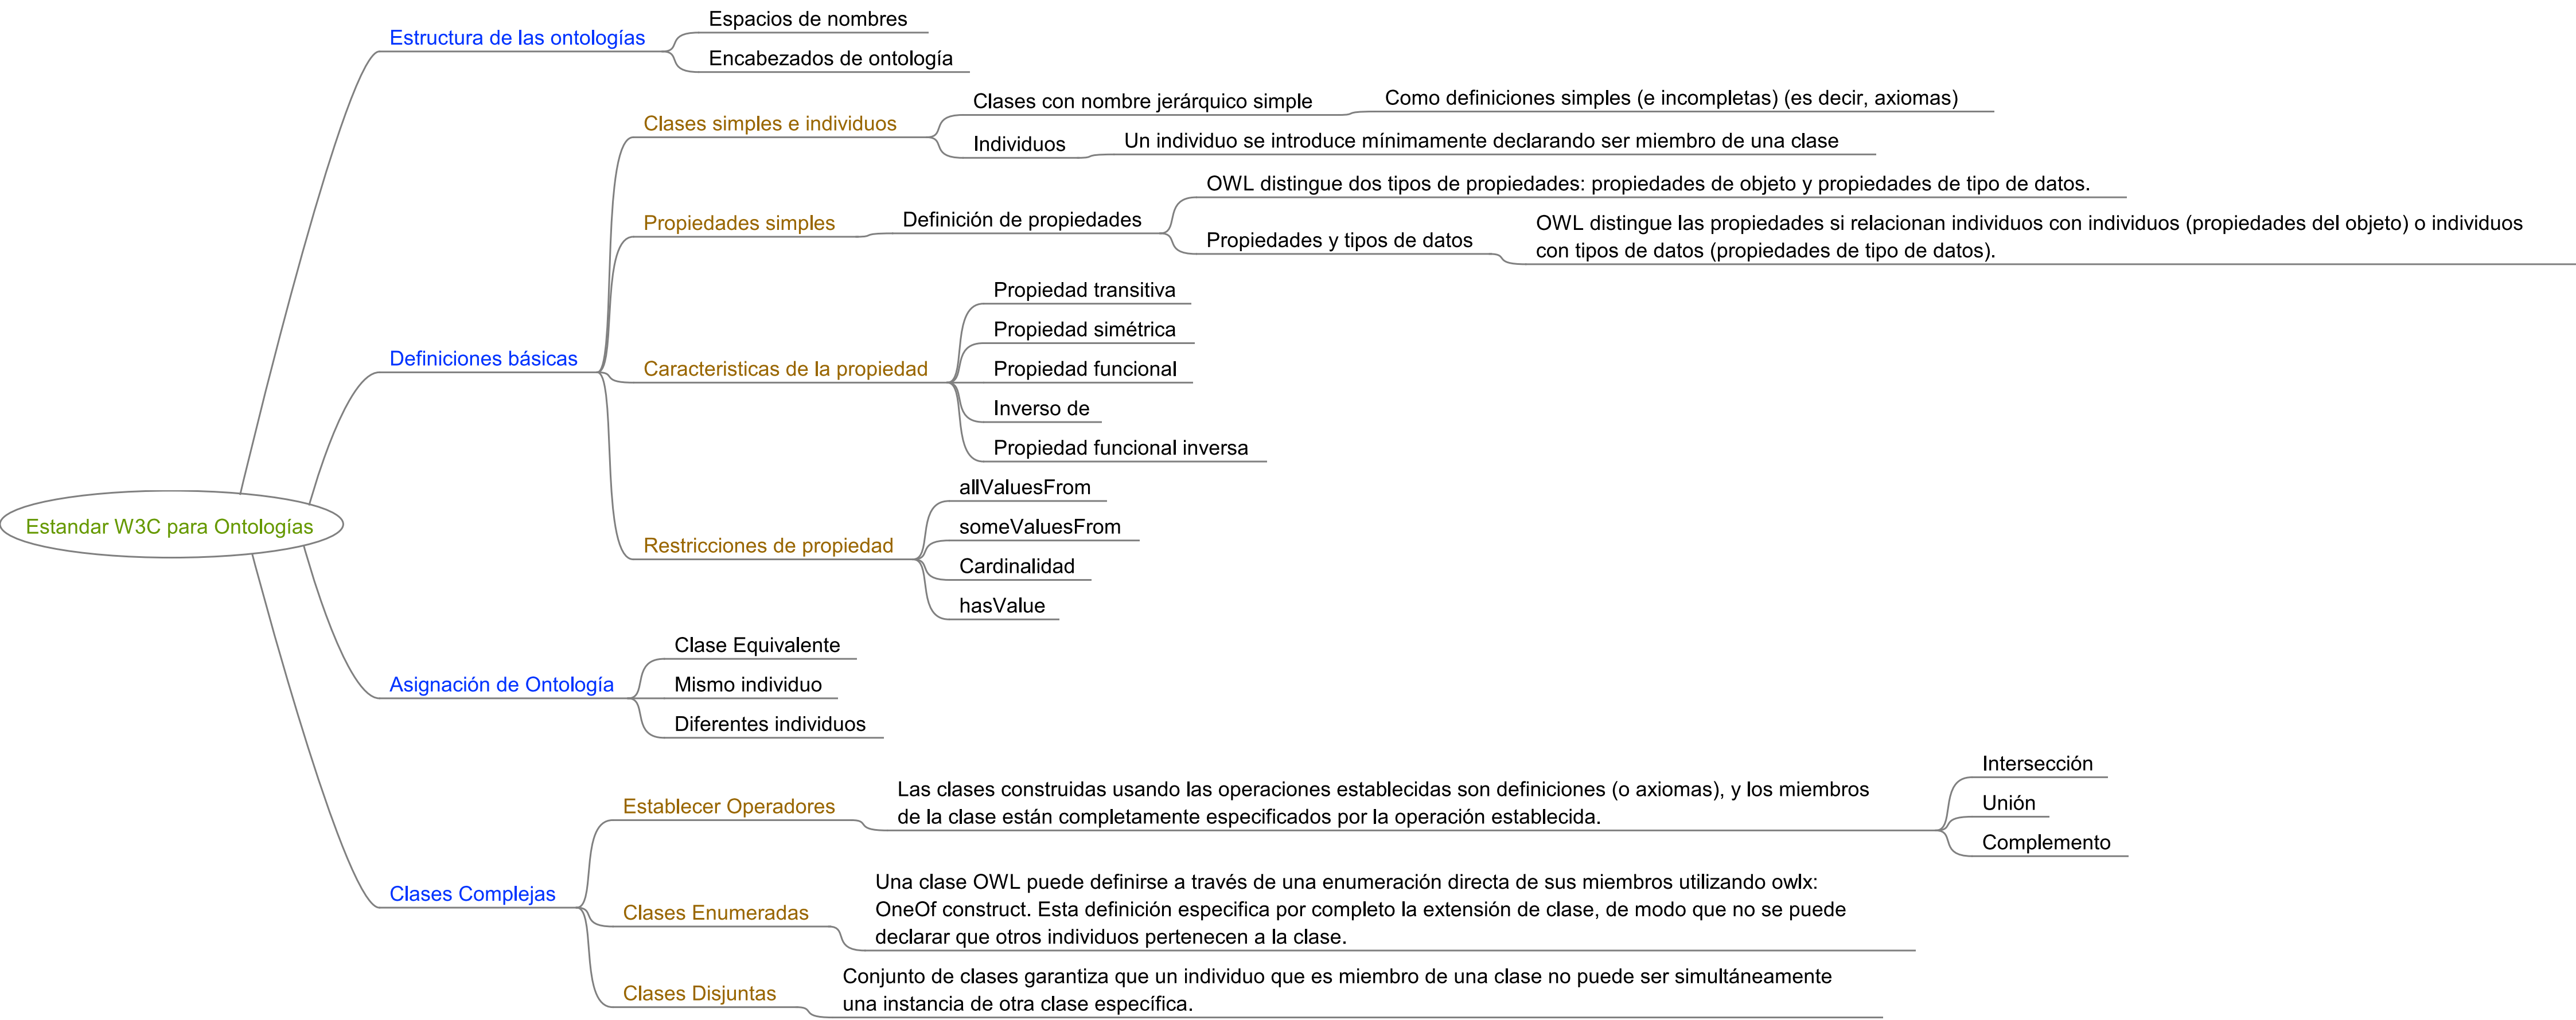 Estandar W3C para Ontologías
Estructura de las ontologías
Espacios de nombres
Encabezados de ontología
Definiciones básicas
Clases simples e individuos
Clases con nombre jerárquico simple
Como definiciones simples (e incompletas) (es decir, axiomas)
Individuos
Un individuo se introduce mínimamente declarando ser miembro de una clase
Propiedades simples
Definición de propiedades
OWL distingue dos tipos de propiedades: propiedades de objeto y propiedades de tipo de datos.
Propiedades y tipos de datos
OWL distingue las propiedades si relacionan individuos con individuos (propiedades del objeto) o individuos
con tipos de datos (propiedades de tipo de datos).
Caracteristicas de la propiedad
Propiedad transitiva
Propiedad simétrica
Propiedad funcional
Inverso de
Propiedad funcional inversa
Restricciones de propiedad
allValuesFrom
someValuesFrom
Cardinalidad
hasValue
Asignación de Ontología
Clase Equivalente
Mismo individuo
Diferentes individuos
Clases Complejas
Establecer Operadores
Las clases construidas usando las operaciones establecidas son definiciones (o axiomas), y los miembros
de la clase están completamente especificados por la operación establecida.
Intersección
Unión
Complemento
Clases Enumeradas
Una clase OWL puede definirse a través de una enumeración directa de sus miembros utilizando owlx:
OneOf construct. Esta definición especifica por completo la extensión de clase, de modo que no se puede
declarar que otros individuos pertenecen a la clase.
Clases Disjuntas
Conjunto de clases garantiza que un individuo que es miembro de una clase no puede ser simultáneamente
una instancia de otra clase específica.